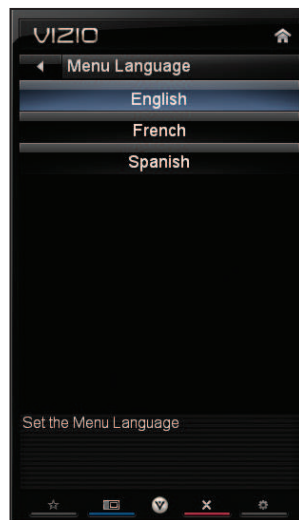 VIZIO
Menu Language
English
French
Spanish
Set the Menu Language